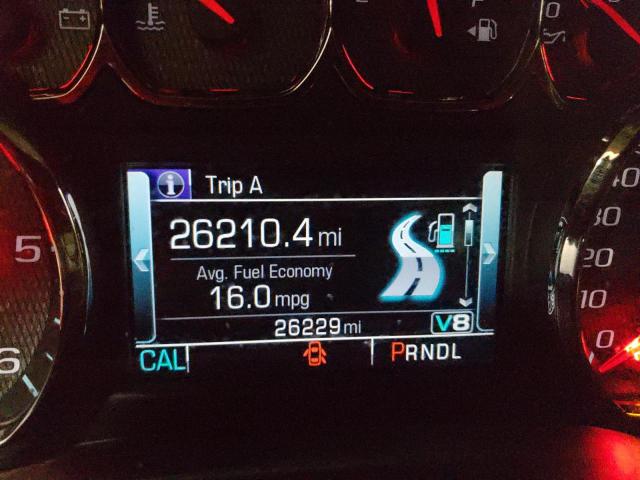 Trip A
26210.4 mi
Avg. Fuel Economy
16.0 mpg
26229 mi V8
CAL PRNDL
5
6
40
30
20
10
0